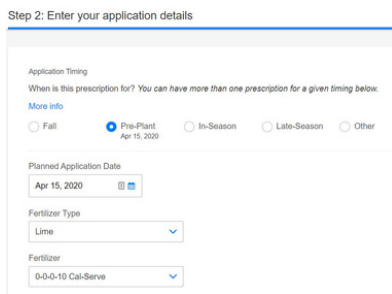 Step 2: Enter your application details
Application Timing
When is this prescription for? You can have more than one prescription for a given timing below.
More info
Fall
Pre-Plant
Apr 15, 2020
In-Season
Late-Season
Other
Planned Application Date
Apr 15, 2020
Fertilizer Type
Lime
Fertilizer
0-0-0-10 Cal-Serve